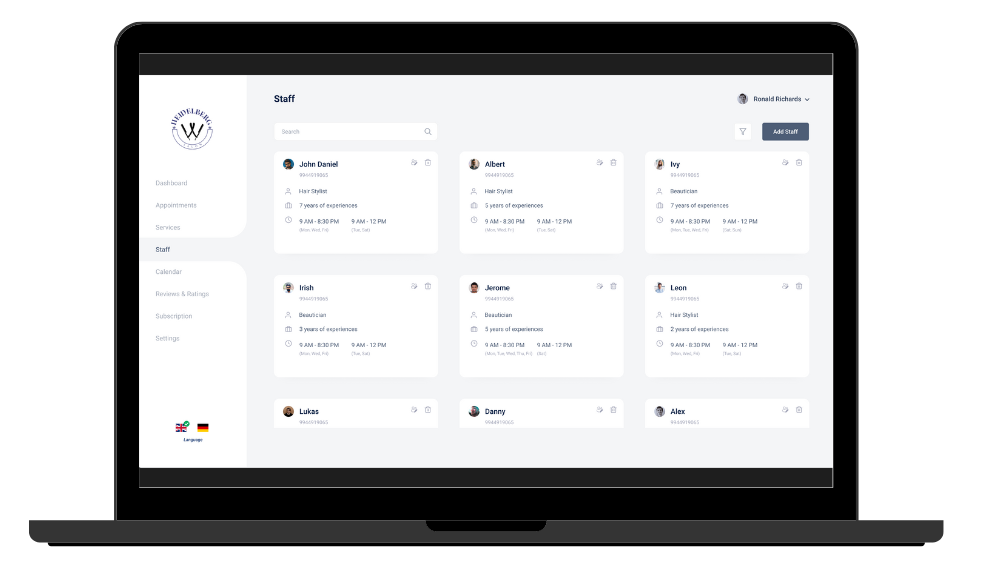 Staff
Ronald Richards
HEIDELBERG
W
Search
Add Staff
Dashboard
Appointments
Services
Staff
Calendar
Reviews & Ratings
Subscription
Settings
Language
John Daniel
9944919865
Hair Stylist
7 years of experiences
9 AM - 8:30 PM 9 AM - 12 PM
(Mon, Wed, Fri) (Tue, Sat)
Albert
9944919865
Hair Stylist
5 years of experiences
9 AM - 8:30 PM 9 AM - 12 PM
(Mon, Wed, Fri) (Tue, Sat)
Ivy
9944919865
Beautician
7 years of experiences
9 AM - 8:30 PM 9 AM - 12 PM
(Mon, Tue, Wed, Fri) (Sat, Sun)
Irish
9944919865
Beautician
3 years of experiences
9 AM - 8:30 PM 9 AM - 12 PM
(Mon, Wed, Fri) (Tue, Sat)
Jerome
9944919865
Beautician
5 years of experiences
9 AM - 8:30 PM 9 AM - 12 PM
(Mon, Tue, Wed, Thu, Fri) (Sat)
Leon
9944919865
Hair Stylist
2 years of experiences
9 AM - 8:30 PM 9 AM - 12 PM
(Mon, Wed, Fri) (Tue, Sat)
Lukas
9944919865
Danny
9944919865
Alex
9944919865